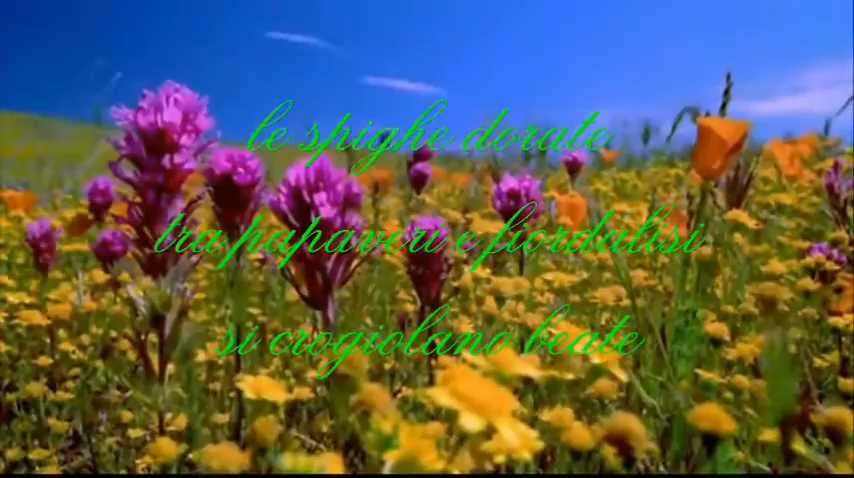 le spighe dorate
tra papaveri e fiordalisi
si crogiolano beate